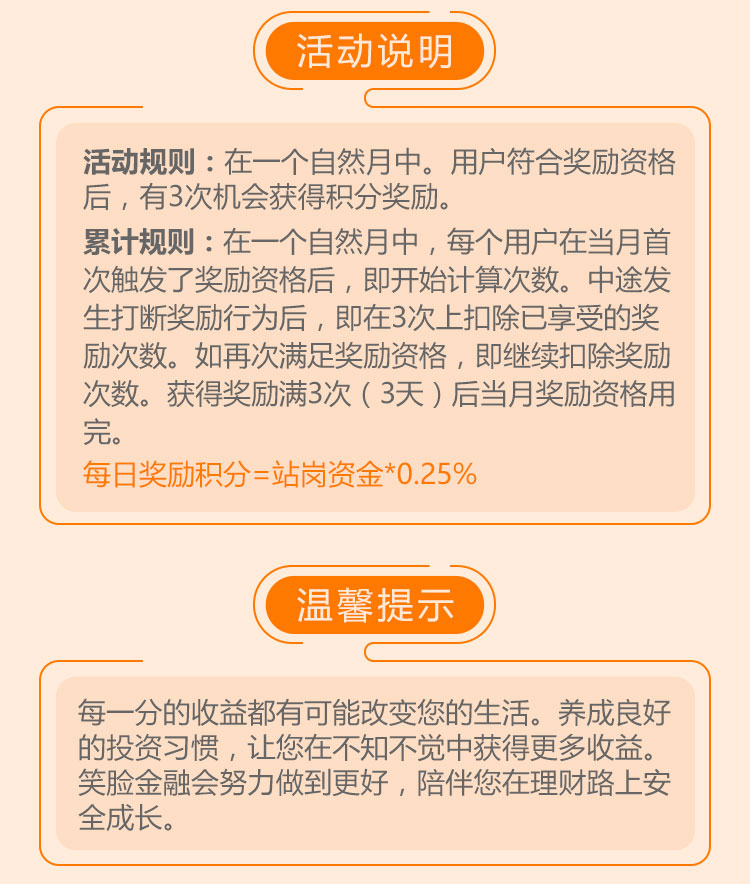 活动说明
活动规则：在一个自然月中。用户符合奖励资格
后，有3次机会获得积分奖励。
累计规则：在一个自然月中，每个用户在当月首
次触发了奖励资格后，即开始计算次数。中途发
生打断奖励行为后，即在3次上扣除已享受的奖
励次数。如再次满足奖励资格，即继续扣除奖励
次数。获得奖励满3次（3天）后当月奖励资格用
完。
每日奖励积分=站岗资金*0.25%
温馨提示
每一分的收益都有可能改变您的生活。养成良好
的投资习惯，让您在不知不觉中获得更多收益。
笑脸金融会努力做到更好，陪伴您在理财路上安
全成长。